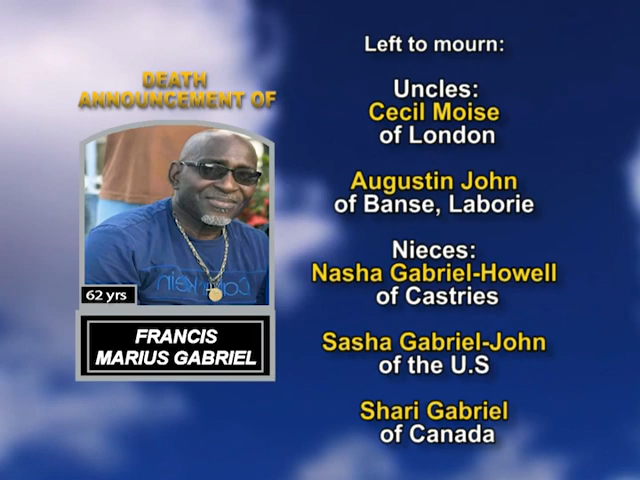 DEATH
ANNOUNCEMENT OF
62 yrs
FRANCIS
MARIUS GABRIEL
Left to mourn:
Uncles:
Cecil Moise
of London
Augustin John
of Banse, Laborie
Nieces:
Nasha Gabriel-Howell
of Castries
Sasha Gabriel-John
of the U.S
Shari Gabriel
of Canada